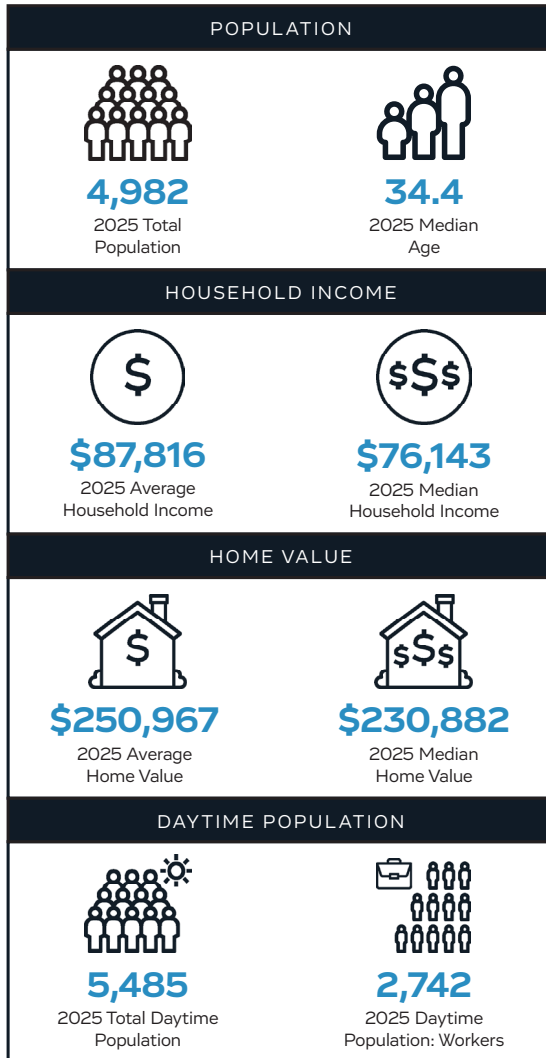 POPULATION
4,982
2025 Total
Population
34.4
2025 Median
Age
HOUSEHOLD INCOME
$
$87,816
2025 Average
Household Income
$$$
$76,143
2025 Median
Household Income
HOME VALUE
$
$250,967
2025 Average
Home Value
$$$
$230,882
2025 Median
Home Value
DAYTIME POPULATION
5,485
2025 Total Daytime
Population
2,742
2025 Daytime
Population: Workers